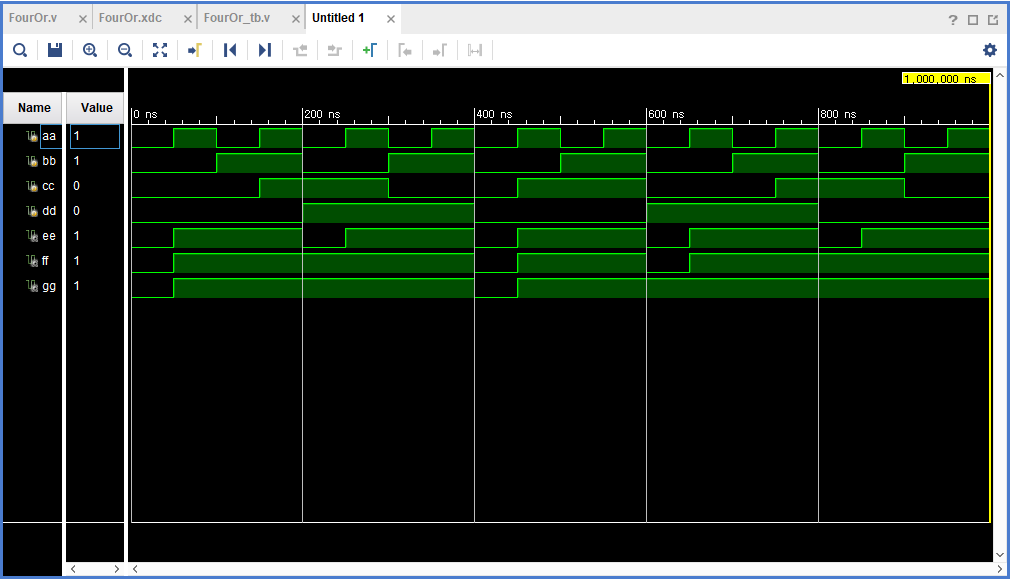 FourOr.v FourOr.xdc FourOr_tb.v Untitled 1
1,000,000 ns
Name Value 0 ns 200 ns 400 ns 600 ns 800 ns
aa 1
bb 1
cc 0
dd 0
ee 1
ff 1
gg 1